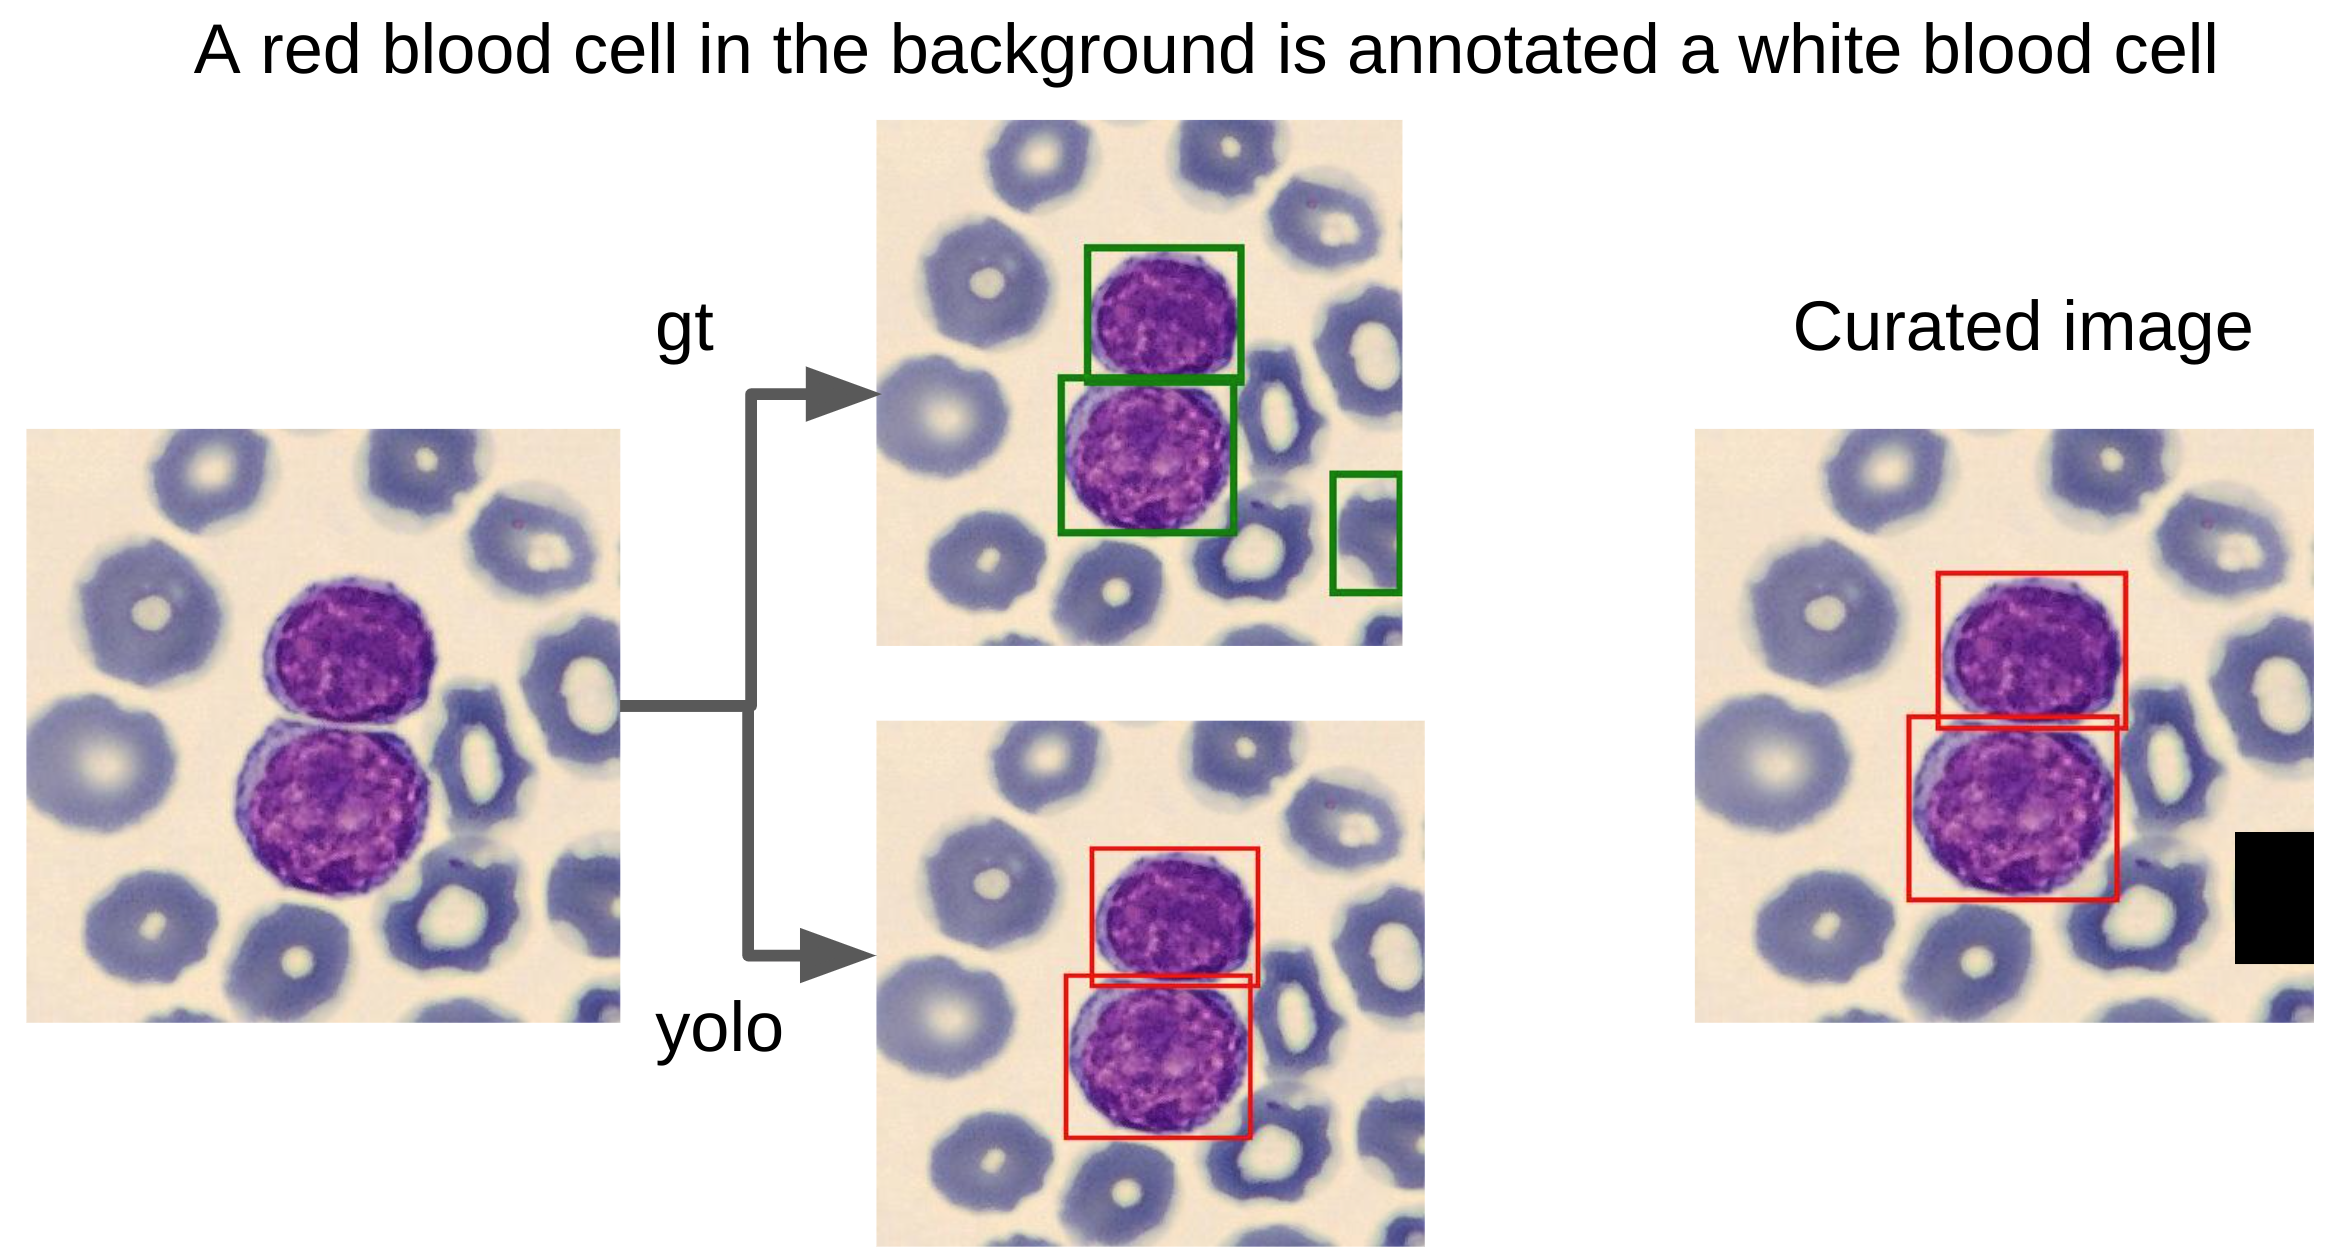 A red blood cell in the background is annotated a white blood cell
gt
Curated image
yolo